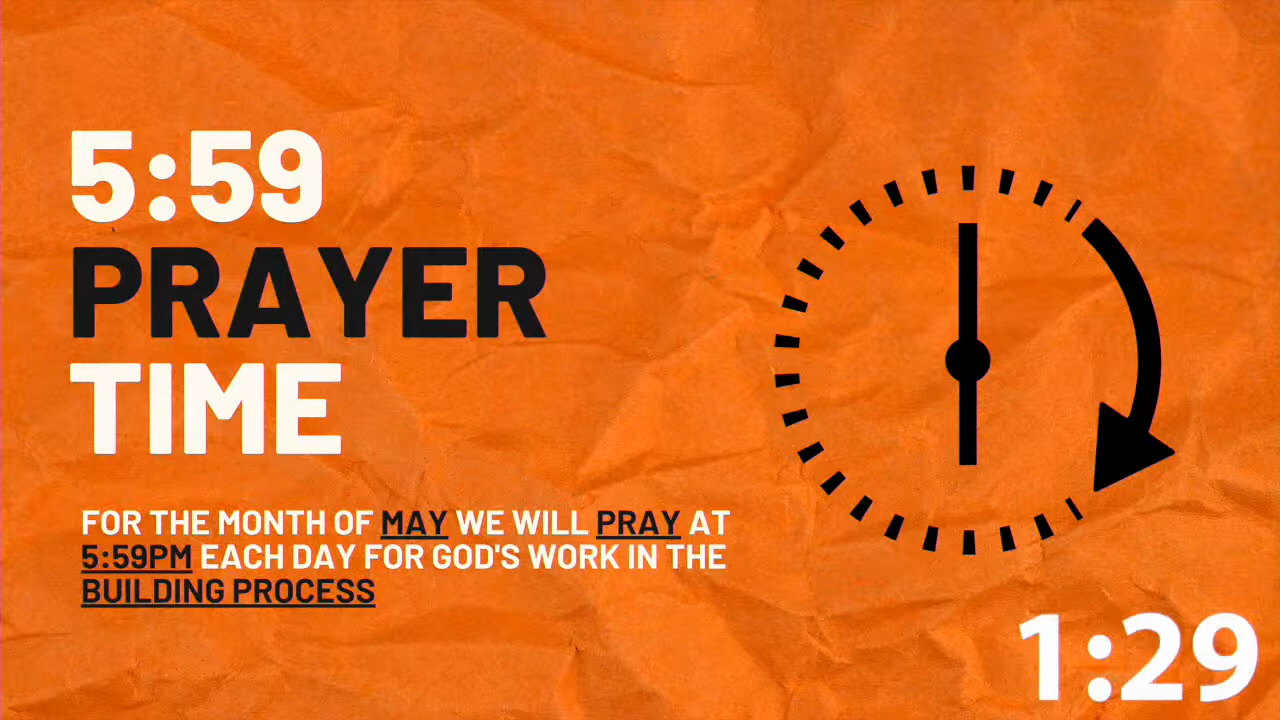 5:59
PRAYER
TIME
FOR THE MONTH OF MAY WE WILL PRAY AT
5:59PM EACH DAY FOR GOD'S WORK IN THE
BUILDING PROCESS
1:29